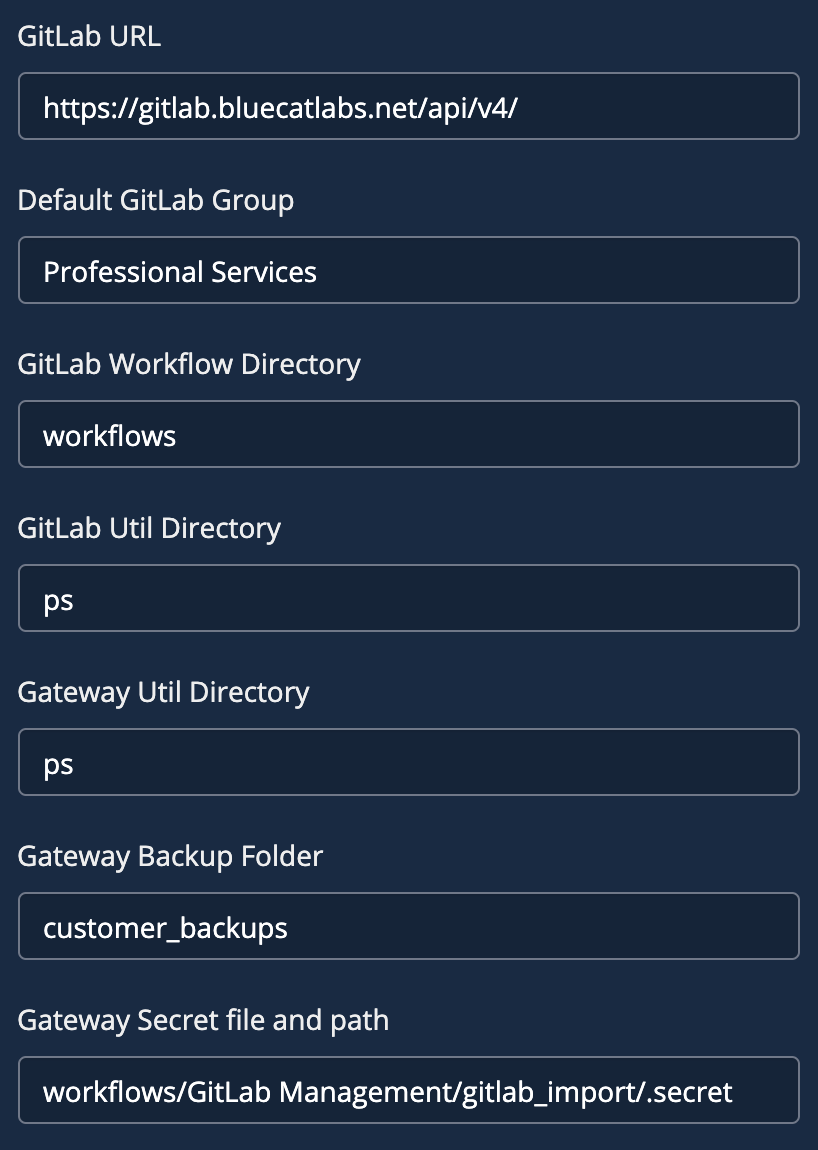 GitLab URL
https://gitlab.bluecatlabs.net/api/v4/
Default GitLab Group
Professional Services
GitLab Workflow Directory
workflows
GitLab Util Directory
ps
Gateway Util Directory
ps
Gateway Backup Folder
customer_backups
Gateway Secret file and path
workflows/GitLab Management/gitlab_import/.secret